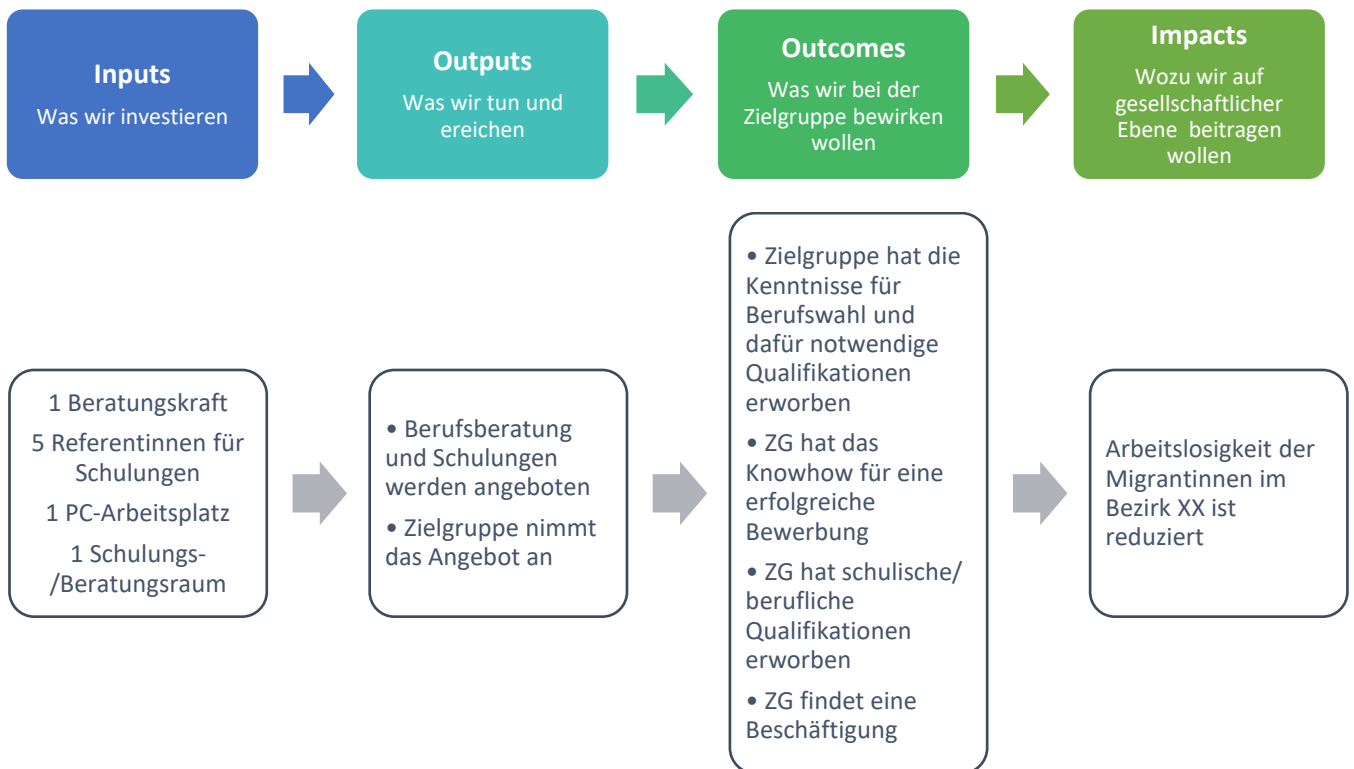 Inputs
Was wir investieren
Outputs
Was wir tun und
ereichen
Outcomes
Was wir bei der
Zielgruppe bewirken
wollen
Impacts
Wozu wir auf
gesellschaftlicher
Ebene beitragen
wollen
1 Beratungskraft
5 Referentinnen für
Schulungen
1 PC-Arbeitsplatz
1 Schulungs-
/Beratungsraum
• Berufsberatung
und Schulungen
werden angeboten
• Zielgruppe nimmt
das Angebot an
• Zielgruppe hat die
Kenntnisse für
Berufswahl und
dafür notwendige
Qualifikationen
erworben
• ZG hat das
Knowhow für eine
erfolgreiche
Bewerbung
• ZG hat schulische/
berufliche
Qualifikationen
erworben
• ZG findet eine
Beschäftigung
Arbeitslosigkeit der
Migrantinnen im
Bezirk XX ist
reduziert